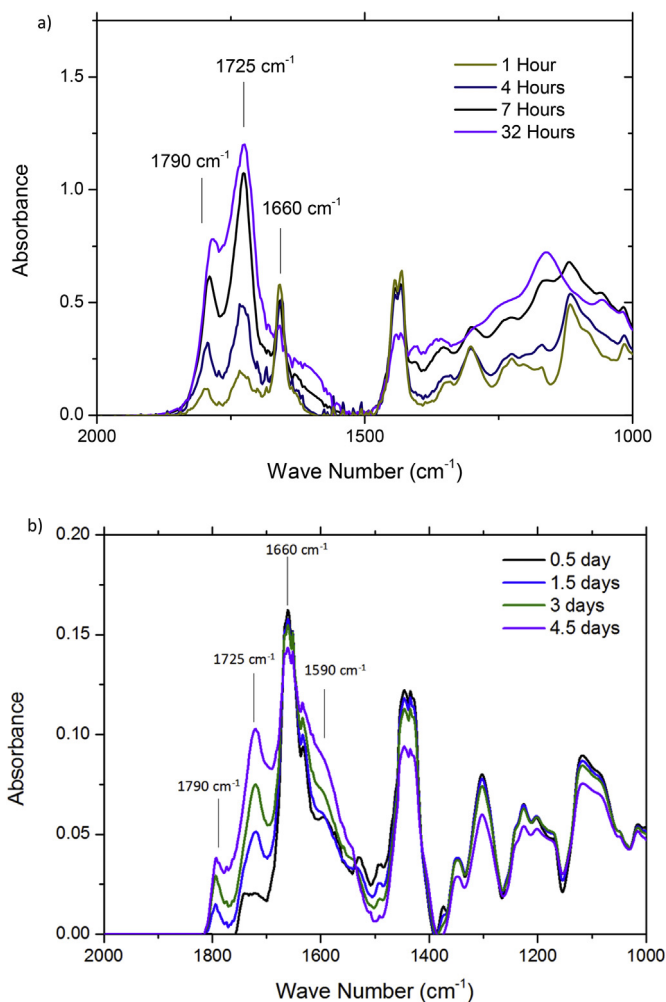 a)
1725 cm⁻¹
1790 cm⁻¹
1660 cm⁻¹
1 Hour
4 Hours
7 Hours
32 Hours
1.5
1.0
0.5
0.0
Absorbance
2000
1500
1000
Wave Number (cm⁻¹)
b)
1660 cm⁻¹
1725 cm⁻¹
1590 cm⁻¹
1790 cm⁻¹
0.5 day
1.5 days
3 days
4.5 days
0.20
0.15
0.10
0.05
0.00
Absorbance
2000
1800
1600
1400
1200
1000
Wave Number (cm⁻¹)